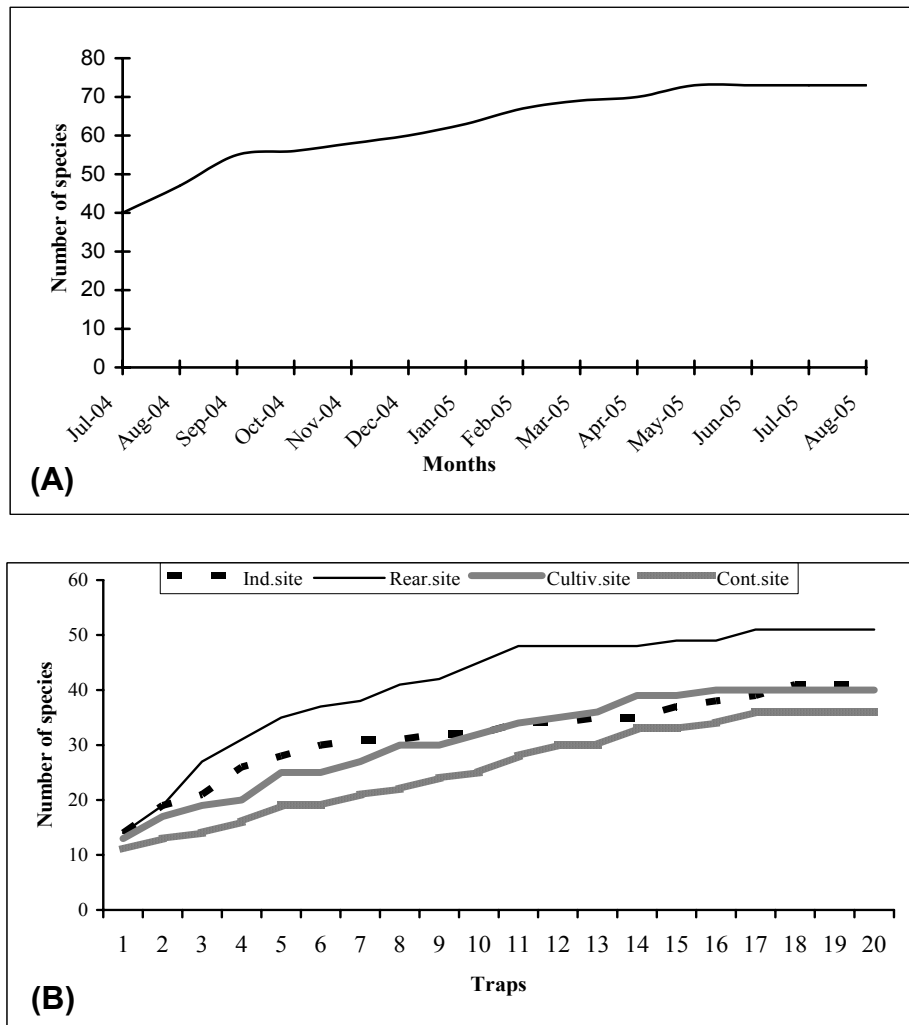 80
70
60
50
40
30
20
10
0
Number of species
Jul-04 Aug-04 Sep-04 Oct-04 Nov-04 Dec-04 Jan-05 Feb-05 Mar-05 Apr-05 May-05 Jun-05 Jul-05 Aug-05
Months
(A)
Ind.site Rear.site Cultiv.site Cont.site
60
50
40
30
20
10
0
Number of species
1 2 3 4 5 6 7 8 9 10 11 12 13 14 15 16 17 18 19 20
Traps
(B)